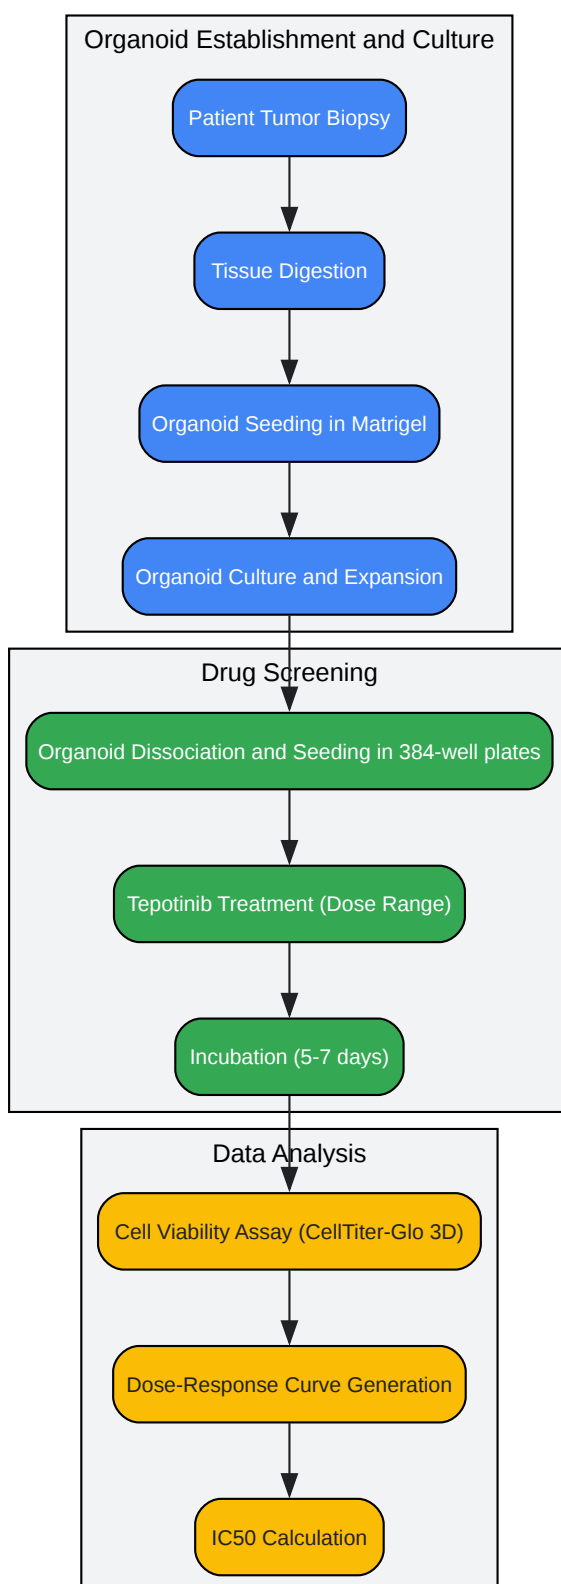 Organoid Establishment and Culture
Patient Tumor Biopsy
Tissue Digestion
Organoid Seeding in Matrigel
Organoid Culture and Expansion
Drug Screening
Organoid Dissociation and Seeding in 384-well plates
Tepotinib Treatment (Dose Range)
Incubation (5-7 days)
Data Analysis
Cell Viability Assay (CellTiter-Glo 3D)
Dose-Response Curve Generation
IC50 Calculation